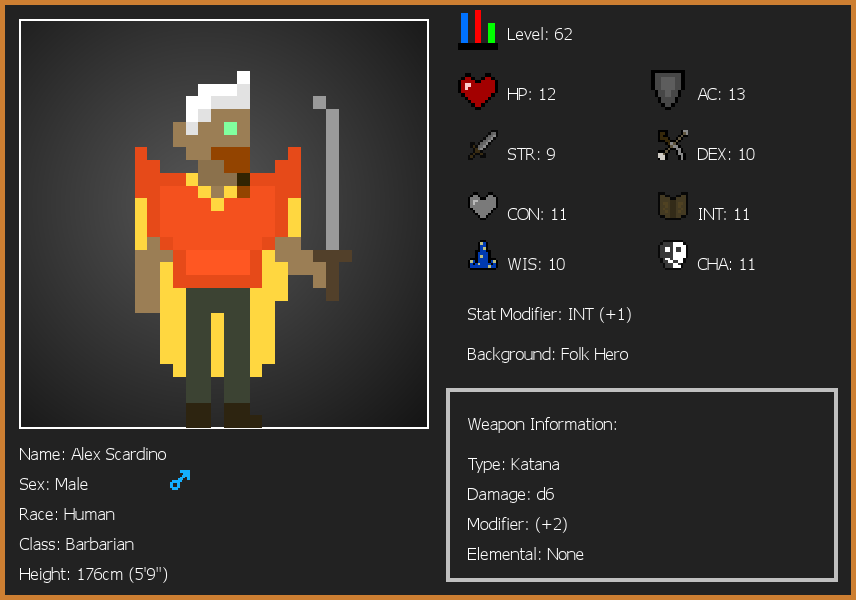 Level: 62
HP: 12
AC: 13
STR: 9
DEX: 10
CON: 11
INT: 11
WIS: 10
CHA: 11
Stat Modifier: INT (+1)
Background: Folk Hero
Weapon Information:
Type: Katana
Damage: d6
Modifier: (+2)
Elemental: None
Name: Alex Scardino
Sex: Male
Race: Human
Class: Barbarian
Height: 176cm (5'9")